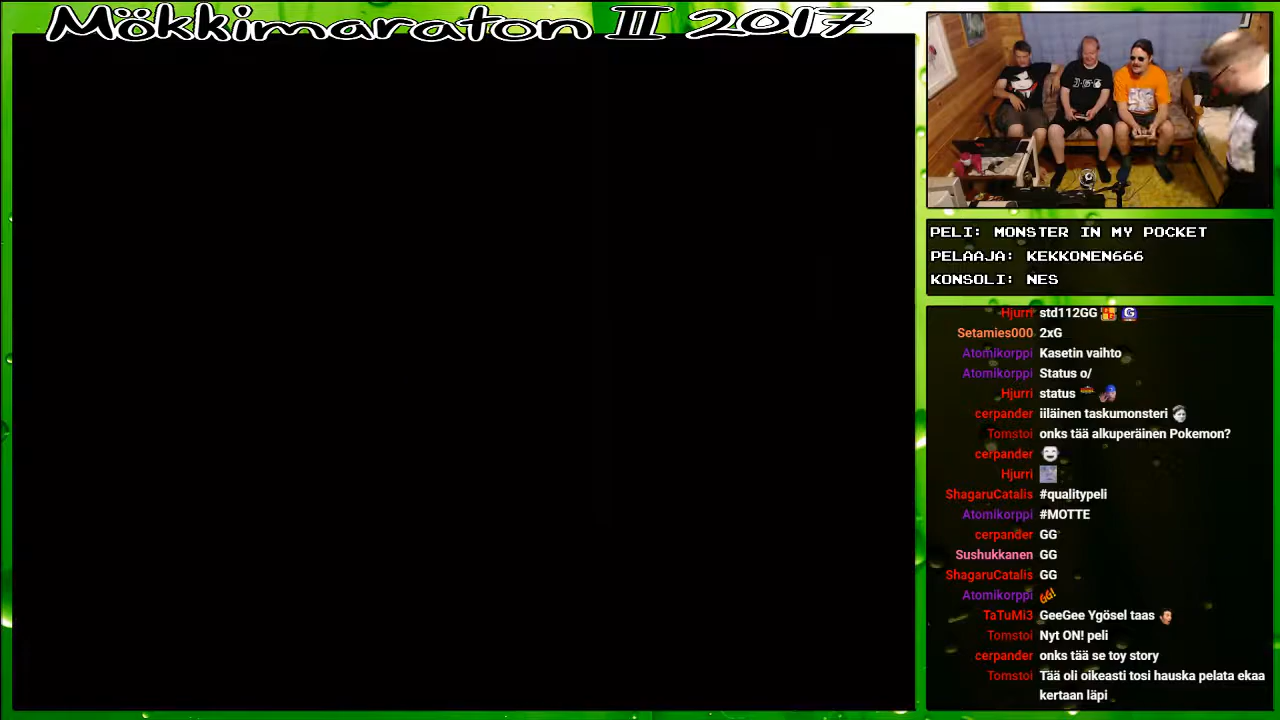 Mökkimaraton II 2017
PELI: MONSTER IN MY POCKET
PELAAJA: KEKKONEN666
KONSOLI: NES
Hjurri std112GG
Setamies000 2xG
Atomikorppi Kasetin vaihto
Atomikorppi Status o/
Hjurri status
cerpander iiläinen taskumonsteri
Tomstoi onks tää alkuperäinen Pokemon?
cerpander
Hjurri
ShagaruCatalis #qualitypeli
Atomikorppi #MOTTE
cerpander GG
Sushukkanen GG
ShagaruCatalis GG
Atomikorppi GG!
TaTuMi3 GeeGee Ygösel taas
Tomstoi Nyt ON! peli
cerpander onks tää se toy story
Tomstoi Tää oli oikeasti tosi hauska pelata ekaa
kertaan läpi